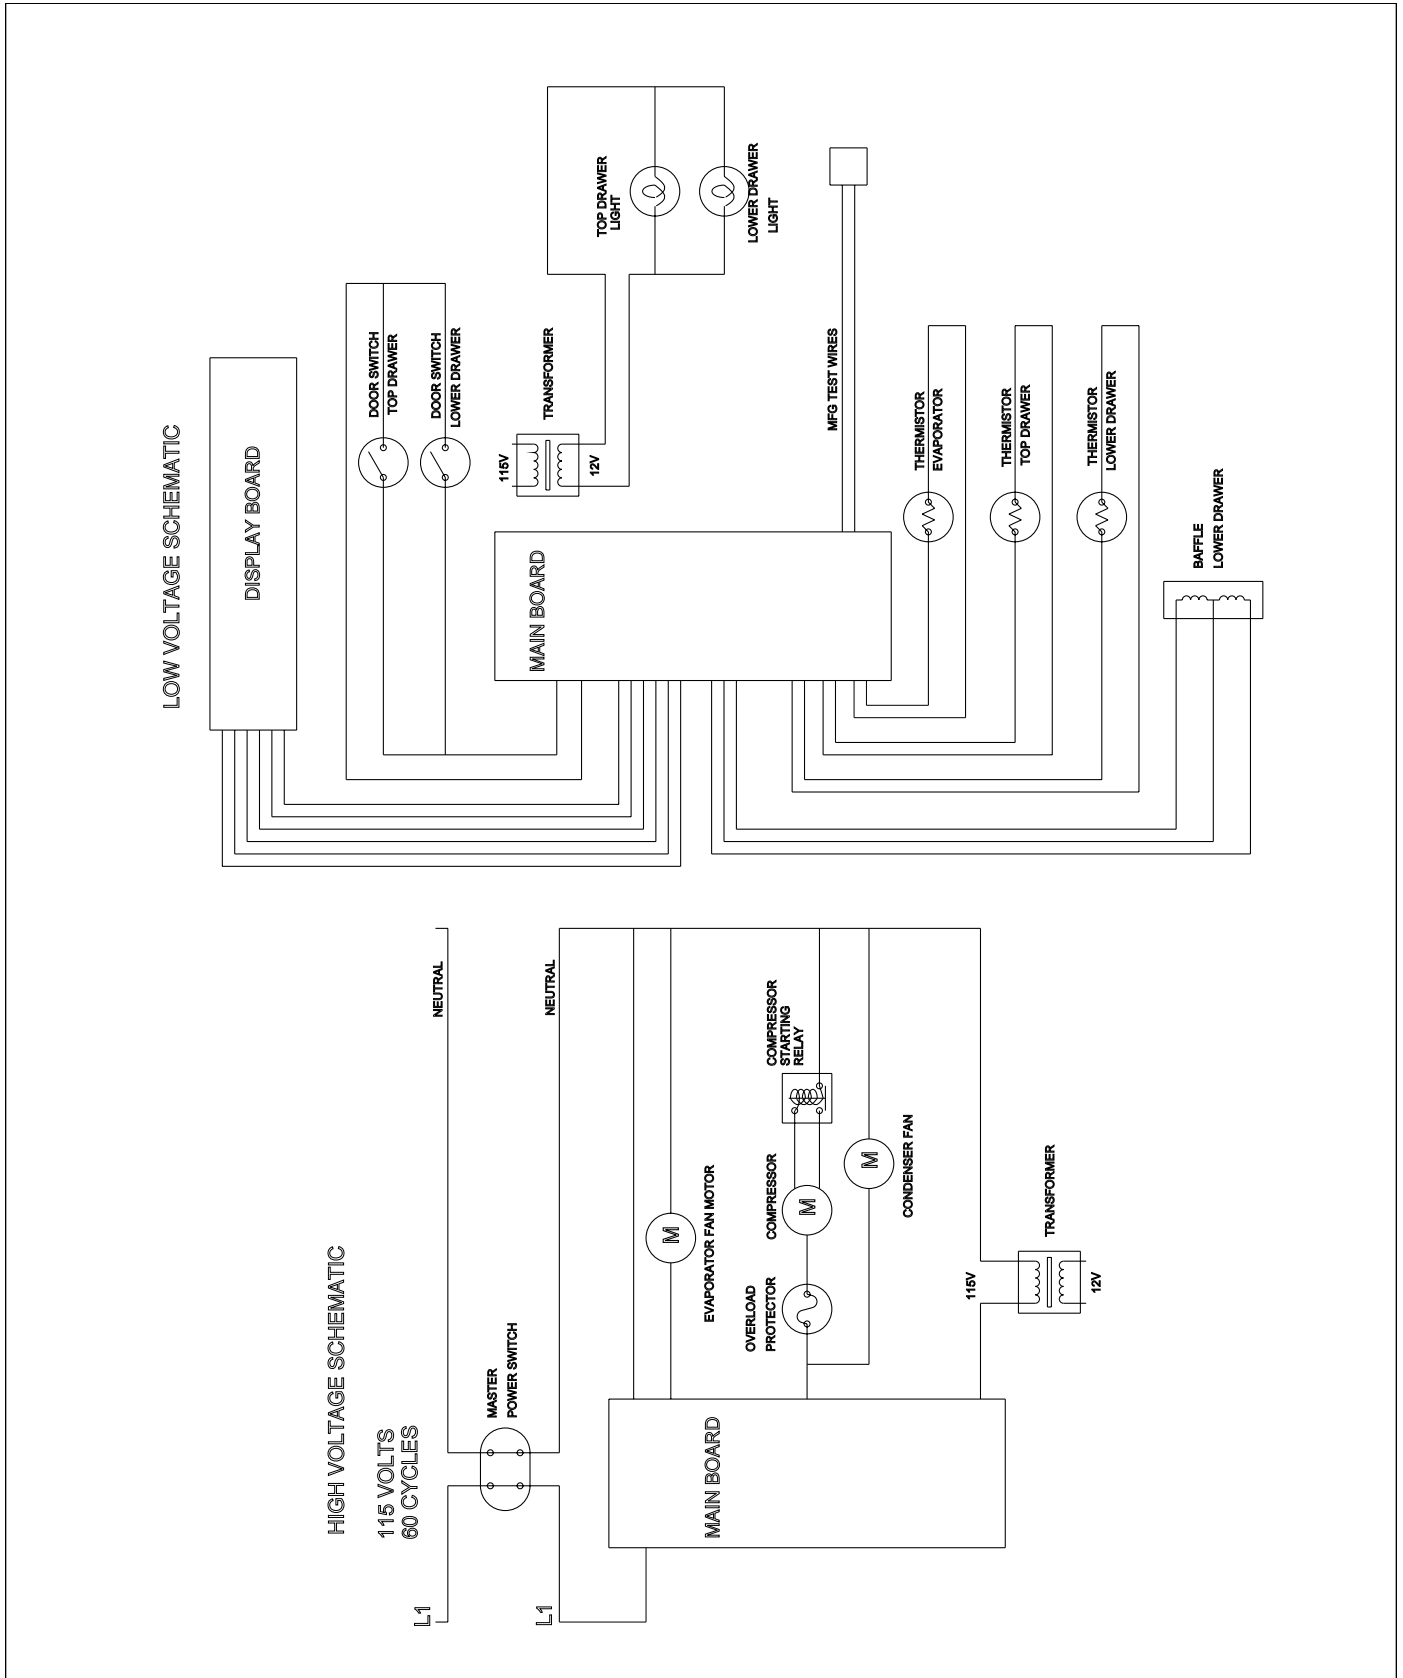 HIGH VOLTAGE SCHEMATIC
115 VOLTS
60 CYCLES
L1
L1
NEUTRAL
NEUTRAL
MASTER
POWER SWITCH
MAIN BOARD
EVAPORATOR FAN MOTOR
M
OVERLOAD
PROTECTOR
COMPRESSOR
M
COMPRESSOR
STARTING
RELAY
M
CONDENSER FAN
115V
12V
TRANSFORMER
LOW VOLTAGE SCHEMATIC
DISPLAY BOARD
DOOR SWITCH
TOP DRAWER
DOOR SWITCH
LOWER DRAWER
115V
12V
TRANSFORMER
TOP DRAWER
LIGHT
LOWER DRAWER
LIGHT
MAIN BOARD
MFG TEST WIRES
THERMISTOR
EVAPORATOR
THERMISTOR
TOP DRAWER
THERMISTOR
LOWER DRAWER
BAFFLE
LOWER DRAWER